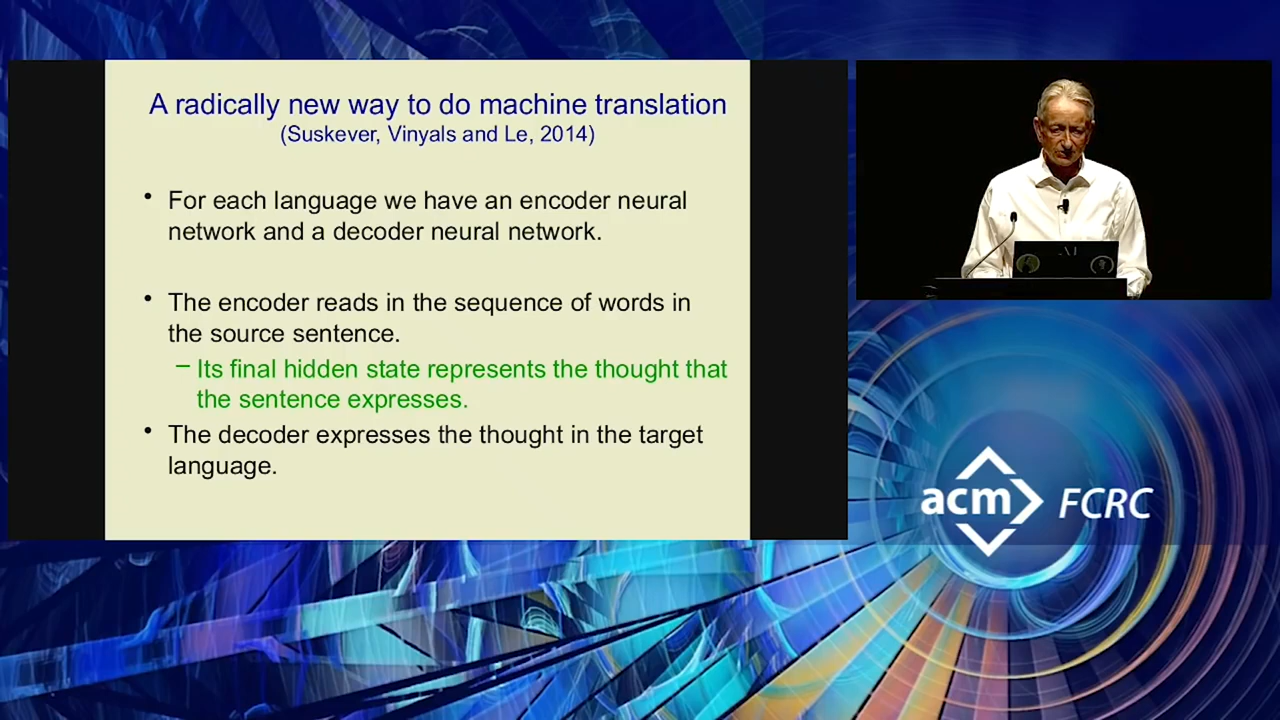 A radically new way to do machine translation
(Suskever, Vinyals and Le, 2014)
• For each language we have an encoder neural
network and a decoder neural network.
• The encoder reads in the sequence of words in
the source sentence.
– Its final hidden state represents the thought that
the sentence expresses.
• The decoder expresses the thought in the target
language.
acm FCRC